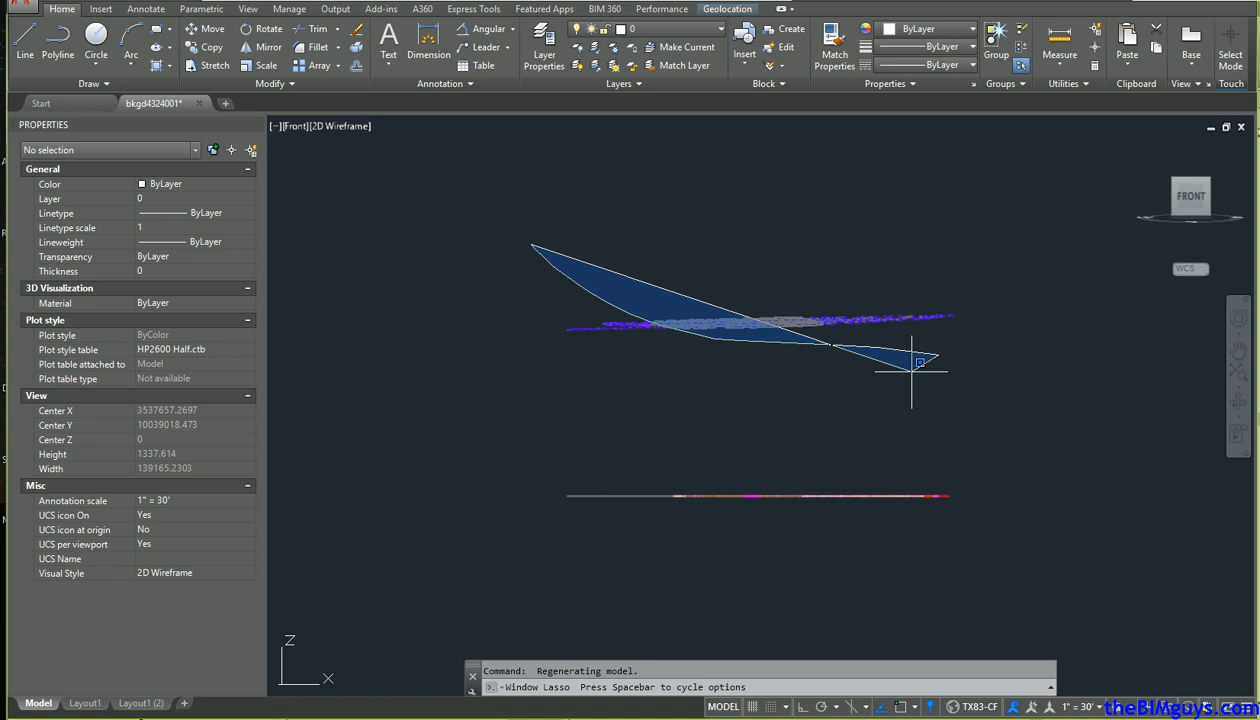 Home Insert Annotate Parametric View Manage Output Add-ins A360 Express Tools Featured Apps BIM 360 Performance Geolocation
Line Polyline Circle Arc
Move Rotate Trim
Copy Mirror Fillet
Stretch Scale Array
Text Dimension
Angular
Leader
Table
Layer Properties
0
Make Current
Match Layer
Insert
Create
Edit
Match Properties
ByLayer
ByLayer
ByLayer
Group
Measure
Paste
Base
Select Mode
Draw Modify Annotation Layers Block Properties Groups Utilities Clipboard View Touch
Start bkgd4324001*
PROPERTIES
No selection
General
Color ByLayer
Layer 0
Linetype ByLayer
Linetype scale 1
Lineweight ByLayer
Transparency ByLayer
Thickness 0
3D Visualization
Material ByLayer
Plot style
Plot style ByColor
Plot style table HP2600 Half.ctb
Plot table attached to Model
Plot table type Not available
View
Center X 3537657.2697
Center Y 10039018.473
Center Z 0
Height 1337.614
Width 139165.2303
Misc
Annotation scale 1" = 30'
UCS icon On Yes
UCS icon at origin No
UCS per viewport Yes
UCS Name
Visual Style 2D Wireframe
[−][Front][2D Wireframe]
FRONT
WCS
Z
X
Command: Regenerating model.
Window Lasso Press Spacebar to cycle options
Model Layout1 Layout1 (2)
MODEL TX83-CF 1" = 30'
theBIMguys.com